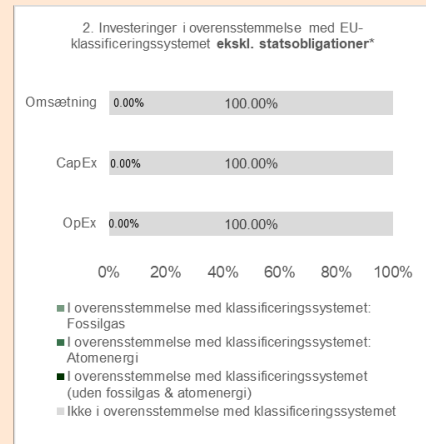 2. Investeringer i overensstemmelse med EU-
klassificeringssystemet ekskl. statsobligationer*
Omsætning 0.00% 100.00%
CapEx 0.00% 100.00%
OpEx 0.00% 100.00%
0% 20% 40% 60% 80% 100%
I overensstemmelse med klassificeringssystemet:
Fossilgas
I overensstemmelse med klassificeringssystemet:
Atomenergi
I overensstemmelse med klassificeringssystemet
(uden fossilgas & atomenergi)
Ikke i overensstemmelse med klassificeringssystemet